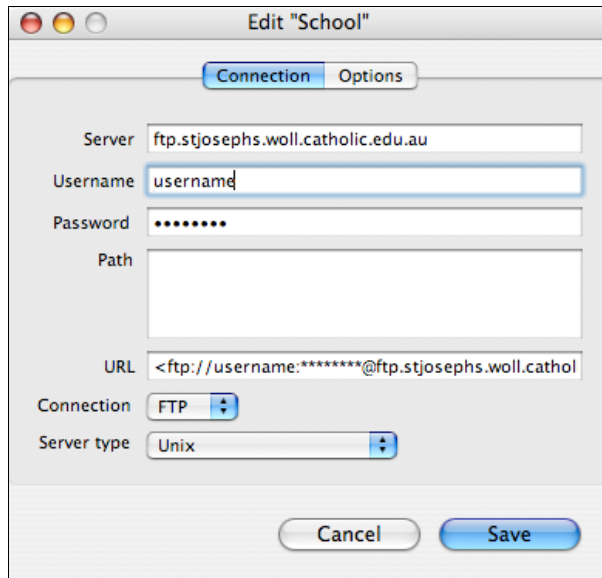 Edit "School"
Connection Options
Server ftp.stjosephs.woll.catholic.edu.au
Username username
Password ••••••••
Path
URL <ftp://username:********@ftp.stjosephs.woll.cathol
Connection FTP
Server type Unix
Cancel Save